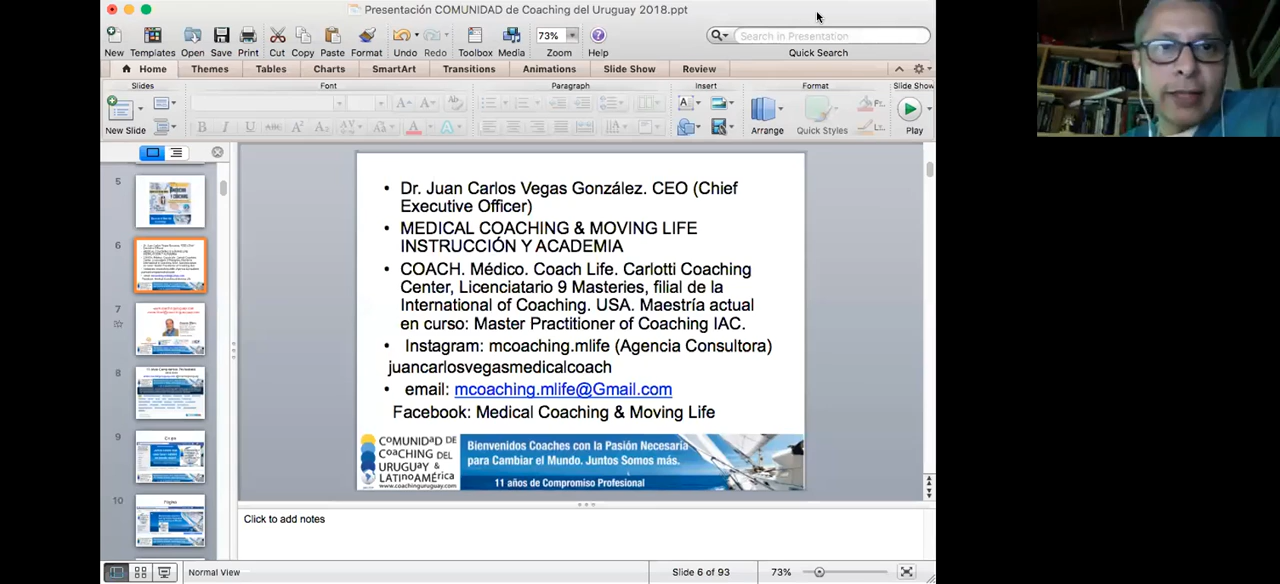 Presentación COMUNIDAD de Coaching del Uruguay 2018.ppt
New Templates Open Save Print Cut Copy Paste Format Undo Redo Toolbox Media 73% Zoom Help
Search in Presentation
Quick Search
Home Themes Tables Charts SmartArt Transitions Animations Slide Show Review
Slides Font Paragraph Insert Format Slide Show
New Slide
Arrange Quick Styles Play
5
6
7
8
9
10
• Dr. Juan Carlos Vegas González. CEO (Chief
Executive Officer)
• MEDICAL COACHING & MOVING LIFE
INSTRUCCIÓN Y ACADEMIA
• COACH. Médico. Coach Life. Carlotti Coaching
Center, Licenciatario 9 Masteries, filial de la
International of Coaching. USA. Maestría actual
en curso: Master Practitioner of Coaching IAC.
• Instagram: mcoaching.nlife (Agencia Consultora)
juancarlosvegasmedicalcoach
• email: mcoaching.mlife@Gmail.com
Facebook: Medical Coaching & Moving Life
COMUNIDAD DE
COACHING DEL
URUGUAY &
LATINOAMÉRICA
www.coachinguruguay.com
Bienvenidos Coaches con la Pasión Necesaria
para Cambiar el Mundo. Juntos Somos más.
11 años de Compromiso Profesional
Click to add notes
Normal View
Slide 6 of 93
73%